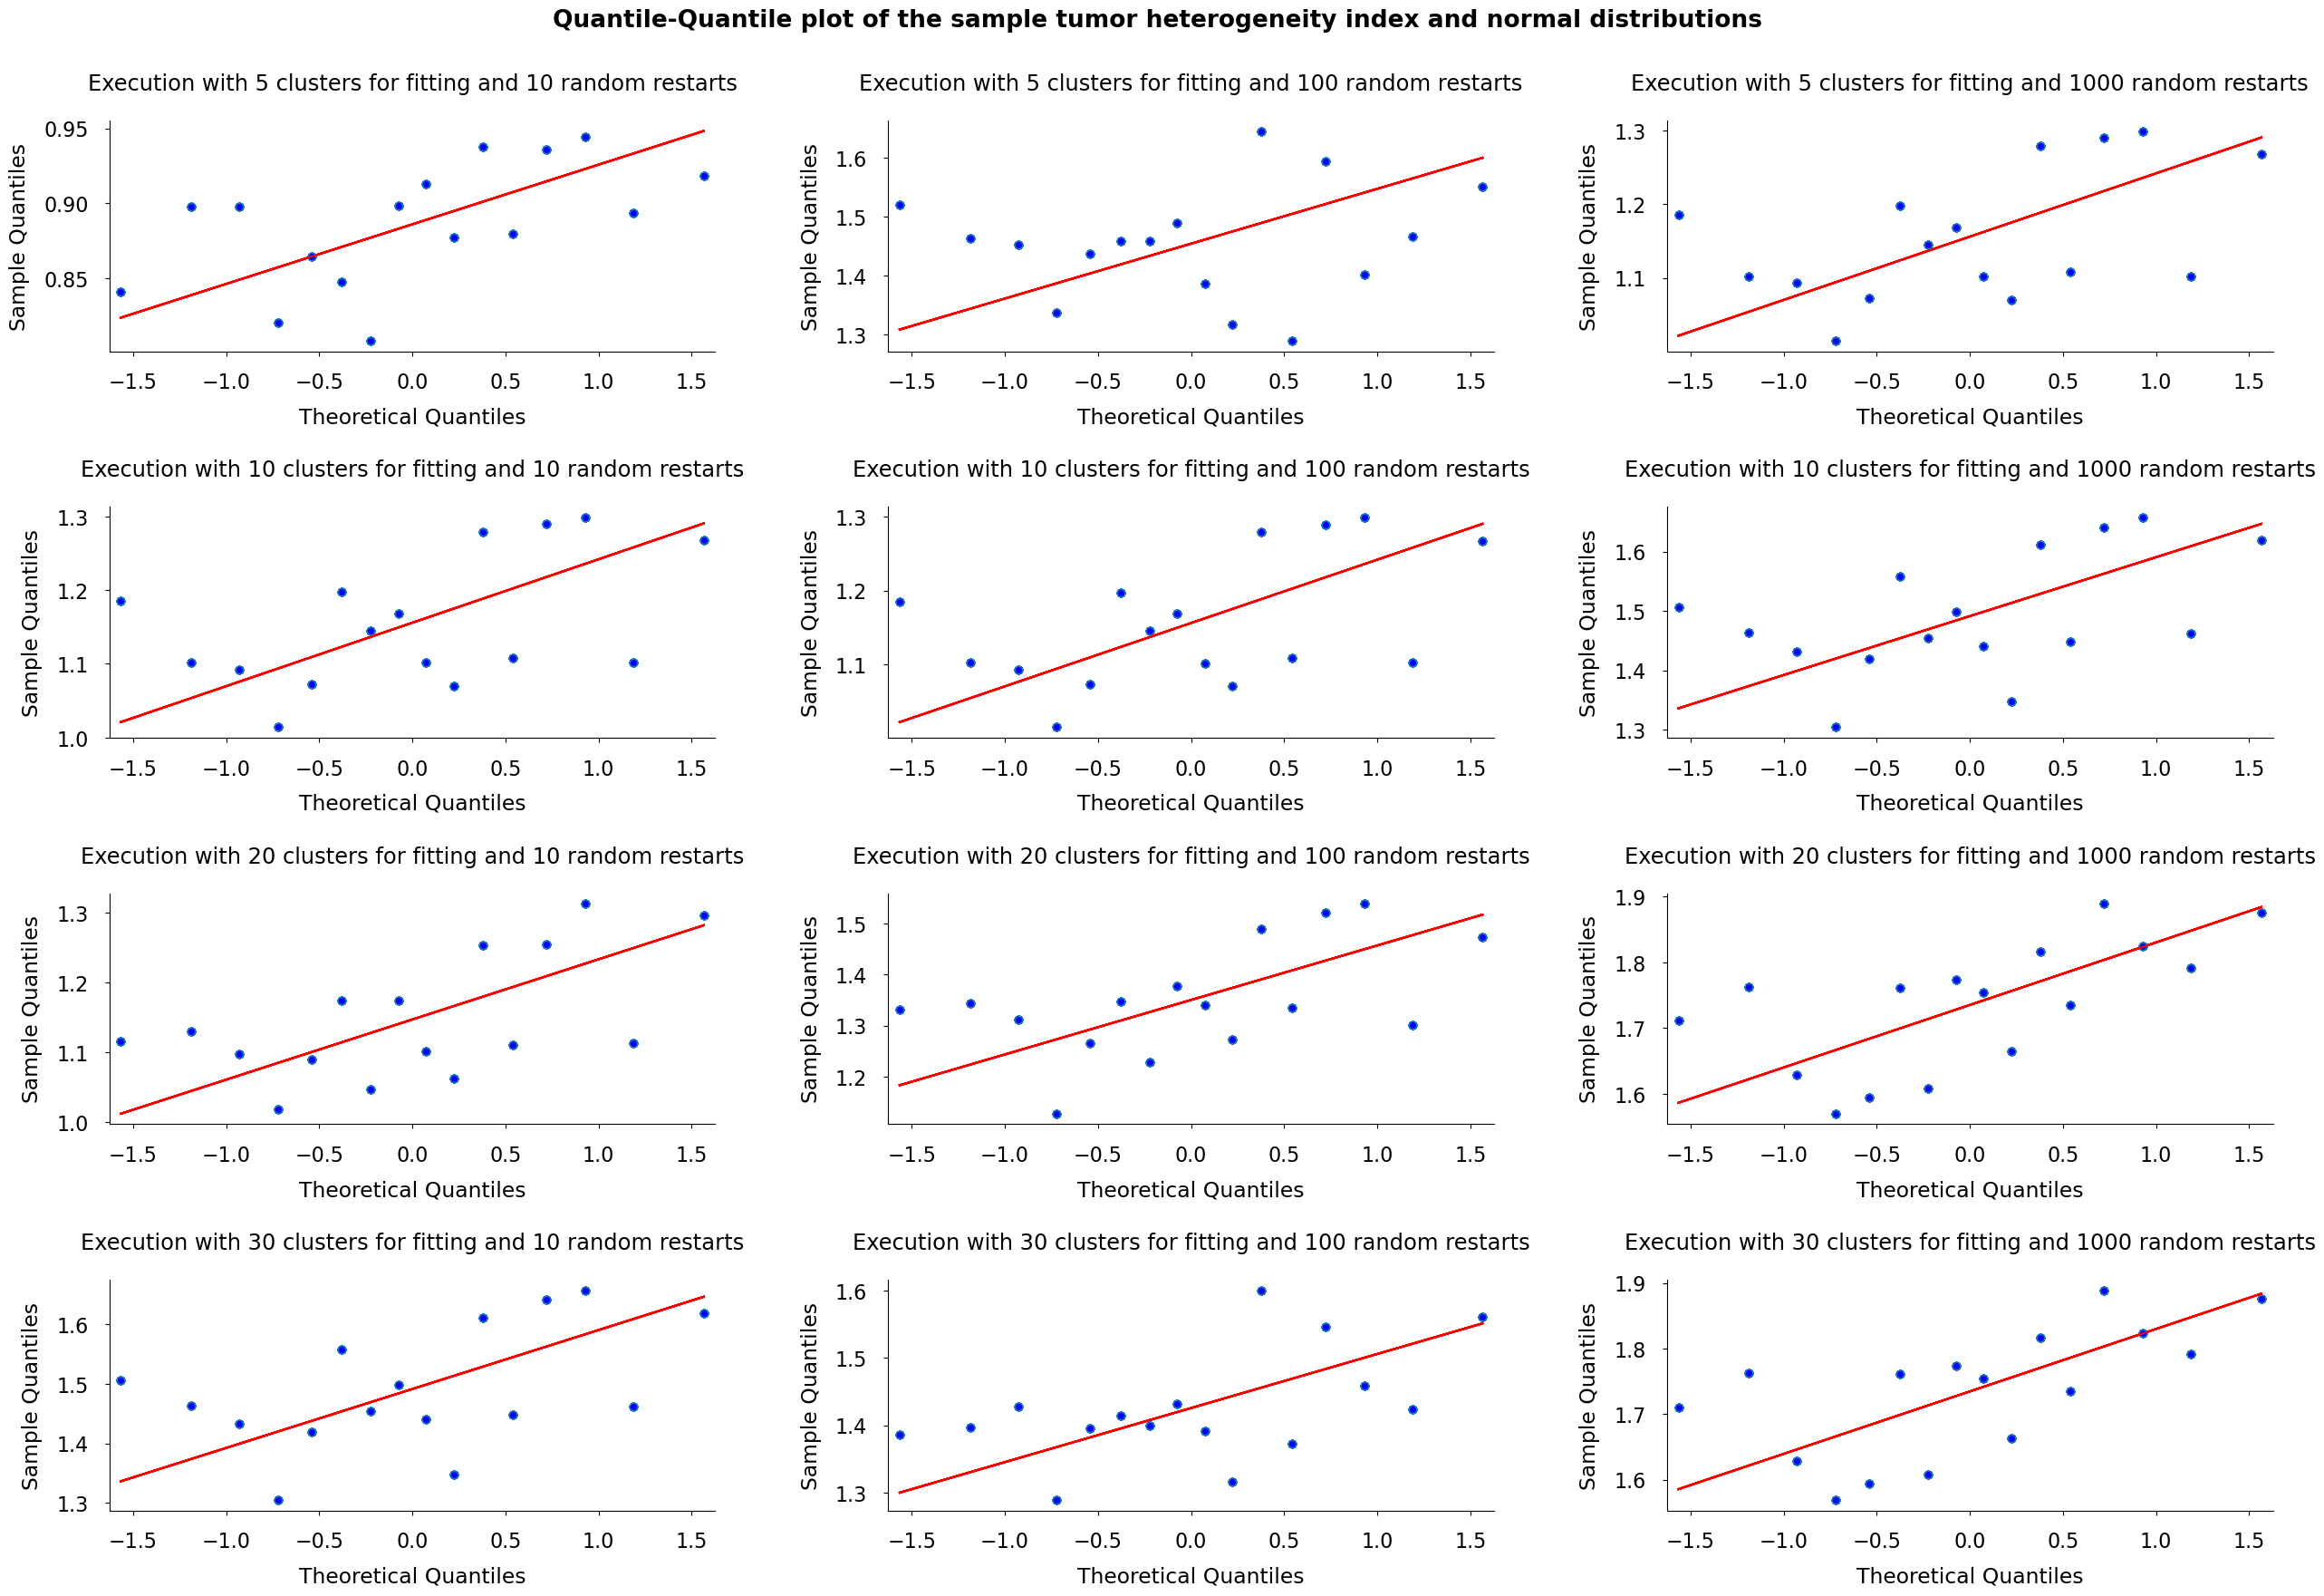 Quantile-Quantile plot of the sample tumor heterogeneity index and normal distributions
Execution with 5 clusters for fitting and 10 random restarts
Sample Quantiles
0.95
0.90
0.85
−1.5 −1.0 −0.5 0.0 0.5 1.0 1.5
Theoretical Quantiles
Execution with 5 clusters for fitting and 100 random restarts
Sample Quantiles
1.6
1.5
1.4
1.3
−1.5 −1.0 −0.5 0.0 0.5 1.0 1.5
Theoretical Quantiles
Execution with 5 clusters for fitting and 1000 random restarts
Sample Quantiles
1.3
1.2
1.1
−1.5 −1.0 −0.5 0.0 0.5 1.0 1.5
Theoretical Quantiles
Execution with 10 clusters for fitting and 10 random restarts
Sample Quantiles
1.3
1.2
1.1
1.0
−1.5 −1.0 −0.5 0.0 0.5 1.0 1.5
Theoretical Quantiles
Execution with 10 clusters for fitting and 100 random restarts
Sample Quantiles
1.3
1.2
1.1
−1.5 −1.0 −0.5 0.0 0.5 1.0 1.5
Theoretical Quantiles
Execution with 10 clusters for fitting and 1000 random restarts
Sample Quantiles
1.6
1.5
1.4
1.3
−1.5 −1.0 −0.5 0.0 0.5 1.0 1.5
Theoretical Quantiles
Execution with 20 clusters for fitting and 10 random restarts
Sample Quantiles
1.3
1.2
1.1
1.0
−1.5 −1.0 −0.5 0.0 0.5 1.0 1.5
Theoretical Quantiles
Execution with 20 clusters for fitting and 100 random restarts
Sample Quantiles
1.5
1.4
1.3
1.2
−1.5 −1.0 −0.5 0.0 0.5 1.0 1.5
Theoretical Quantiles
Execution with 20 clusters for fitting and 1000 random restarts
Sample Quantiles
1.9
1.8
1.7
1.6
−1.5 −1.0 −0.5 0.0 0.5 1.0 1.5
Theoretical Quantiles
Execution with 30 clusters for fitting and 10 random restarts
Sample Quantiles
1.6
1.5
1.4
1.3
−1.5 −1.0 −0.5 0.0 0.5 1.0 1.5
Theoretical Quantiles
Execution with 30 clusters for fitting and 100 random restarts
Sample Quantiles
1.6
1.5
1.4
1.3
−1.5 −1.0 −0.5 0.0 0.5 1.0 1.5
Theoretical Quantiles
Execution with 30 clusters for fitting and 1000 random restarts
Sample Quantiles
1.9
1.8
1.7
1.6
−1.5 −1.0 −0.5 0.0 0.5 1.0 1.5
Theoretical Quantiles